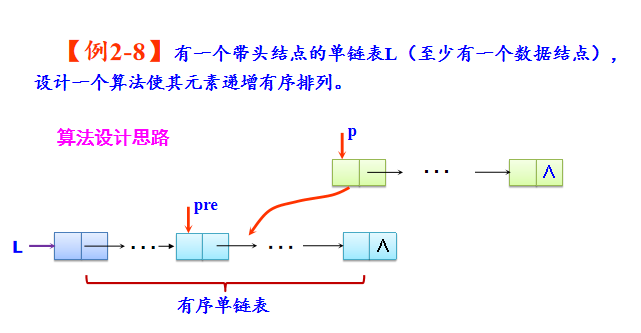 【例2-8】有一个带头结点的单链表L（至少有一个数据结点），
设计一个算法使其元素递增有序排列。
算法设计思路
p
… ∧
pre
L … … ∧
有序单链表